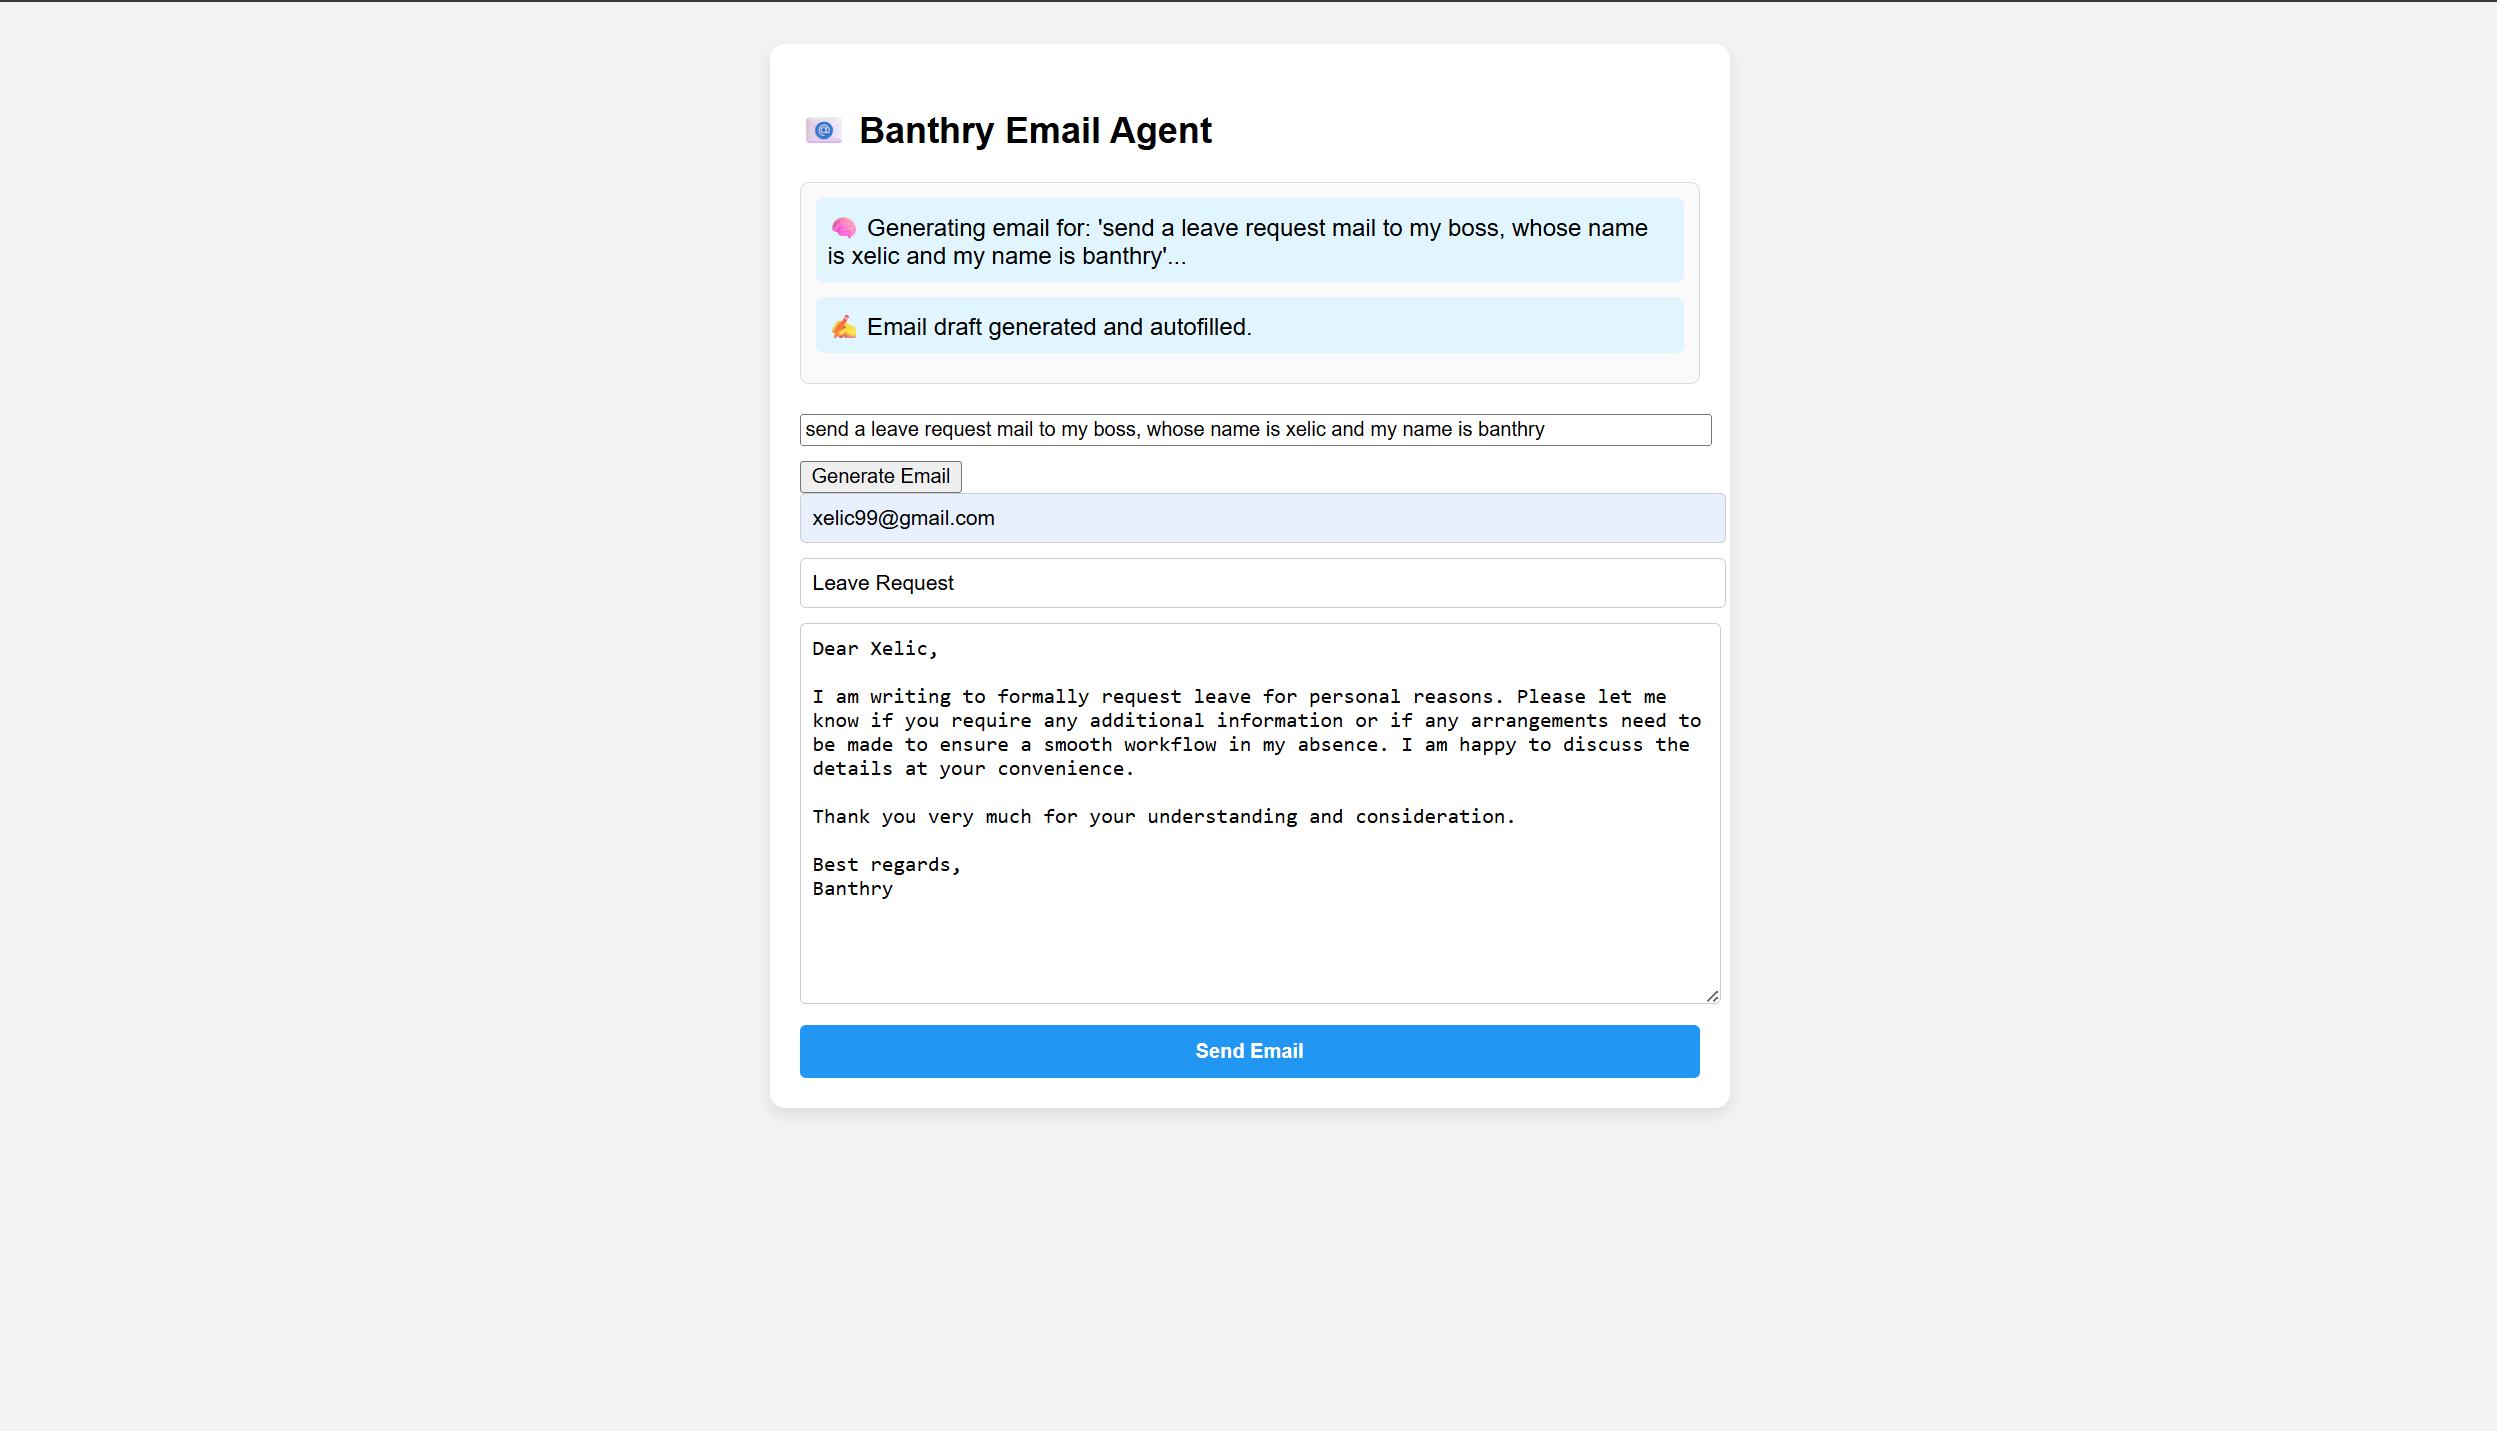 Banthry Email Agent
Generating email for: 'send a leave request mail to my boss, whose name
is xelic and my name is banthry'...
Email draft generated and autofilled.
send a leave request mail to my boss, whose name is xelic and my name is banthry
Generate Email
xelic99@gmail.com
Leave Request
Dear Xelic,
I am writing to formally request leave for personal reasons. Please let me
know if you require any additional information or if any arrangements need to
be made to ensure a smooth workflow in my absence. I am happy to discuss the
details at your convenience.
Thank you very much for your understanding and consideration.
Best regards,
Banthry
Send Email